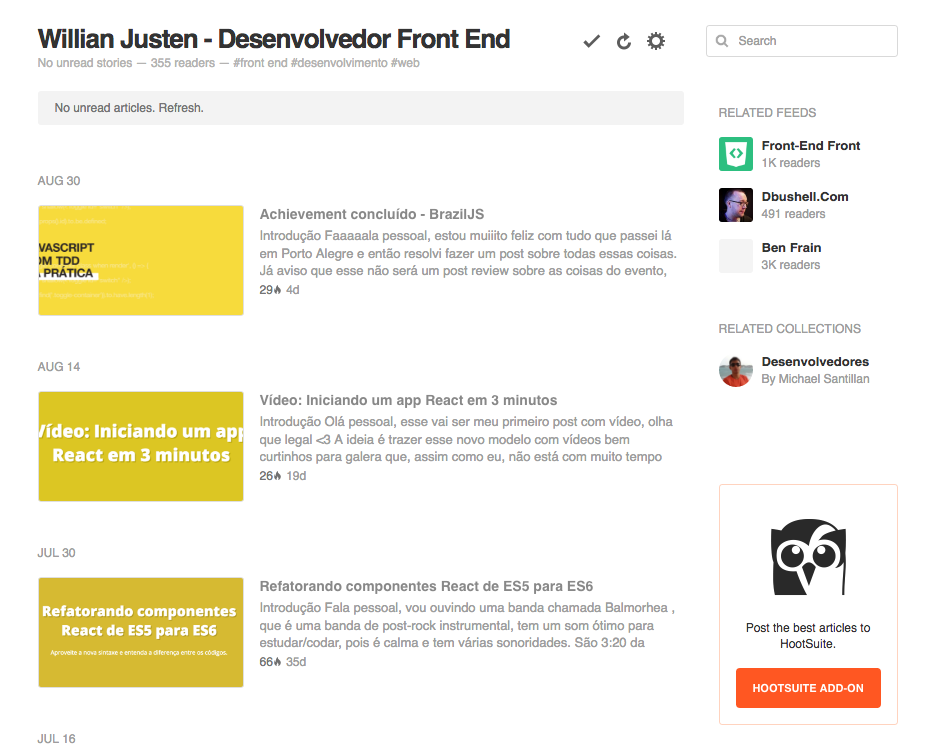 Willian Justen - Desenvolvedor Front End
No unread stories — 355 readers — #front end #desenvolvimento #web
Search
No unread articles. Refresh.
AUG 30
VASCRIPT
OM TDD
A PRÁTICA
Achievement concluído - BrazilJS
Introdução Faaaaala pessoal, estou muiiito feliz com tudo que passei lá
em Porto Alegre e então resolvi fazer um post sobre todas essas coisas.
Já aviso que esse não será um post review sobre as coisas do evento,
29 4d
AUG 14
Vídeo: Iniciando um app
React em 3 minutos
Vídeo: Iniciando um app React em 3 minutos
Introdução Olá pessoal, esse vai ser meu primeiro post com vídeo, olha
que legal <3 A ideia é trazer esse novo modelo com vídeos bem
curtinhos para galera que, assim como eu, não está com muito tempo
26 19d
JUL 30
Refatorando componentes
React de ES5 para ES6
Aproveite a nova sintaxe e entenda a diferença entre os códigos.
Refatorando componentes React de ES5 para ES6
Introdução Fala pessoal, vou ouvindo uma banda chamada Balmorhea ,
que é uma banda de post-rock instrumental, tem um som ótimo para
estudar/codar, pois é calma e tem várias sonoridades. São 3:20 da
66 35d
JUL 16
RELATED FEEDS
Front-End Front
1K readers
Dbushell.Com
491 readers
Ben Frain
3K readers
RELATED COLLECTIONS
Desenvolvedores
By Michael Santillan
Post the best articles to
HootSuite.
HOOTSUITE ADD-ON